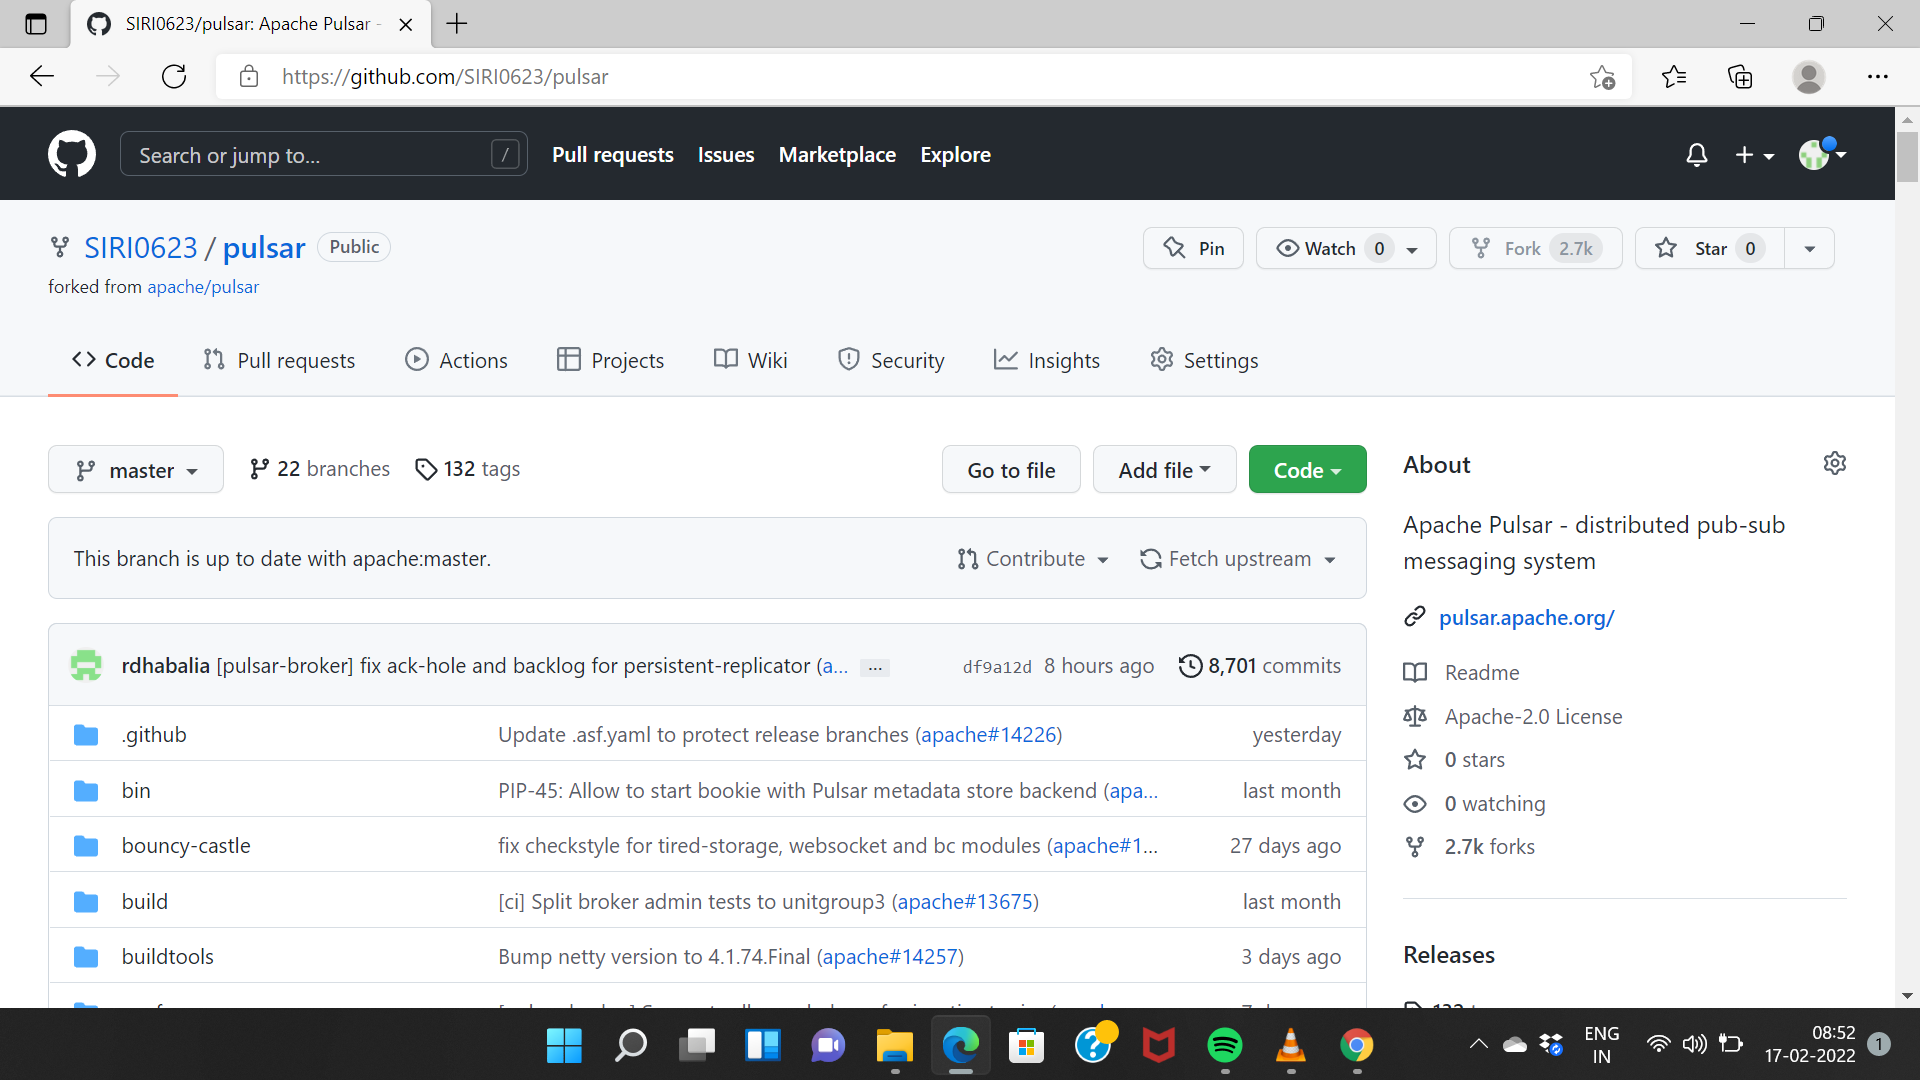 SIRI0623/pulsar: Apache Pulsar -
https://github.com/SIRI0623/pulsar
Search or jump to... /
Pull requests Issues Marketplace Explore
SIRI0623 / pulsar Public
Pin Watch 0 Fork 2.7k Star 0
forked from apache/pulsar
Code Pull requests Actions Projects Wiki Security Insights Settings
master 22 branches 132 tags Go to file Add file Code
About
Apache Pulsar - distributed pub-sub
messaging system
This branch is up to date with apache:master. Contribute Fetch upstream
pulsar.apache.org/
rdhabalia [pulsar-broker] fix ack-hole and backlog for persistent-replicator (a... ... df9a12d 8 hours ago 8,701 commits
Readme
.github Update .asf.yaml to protect release branches (apache#14226) yesterday
Apache-2.0 License
0 stars
bin PIP-45: Allow to start bookie with Pulsar metadata store backend (apa... last month
0 watching
bouncy-castle fix checkstyle for tired-storage, websocket and bc modules (apache#1... 27 days ago
2.7k forks
build [ci] Split broker admin tests to unitgroup3 (apache#13675) last month
buildtools Bump netty version to 4.1.74.Final (apache#14257) 3 days ago
Releases
ENG
IN
08:52
17-02-2022
1